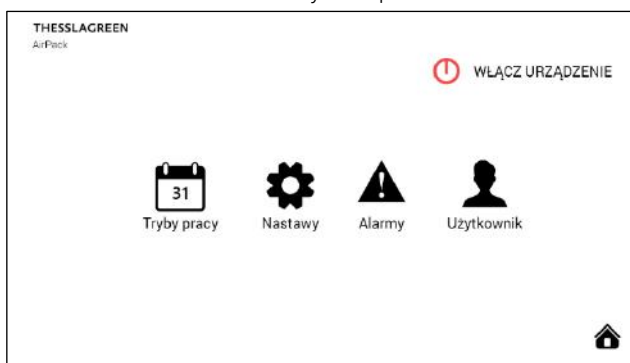 THESSLAGREEN
AirPack
WŁĄCZ URZĄDZENIE
31
Tryby pracy
Nastawy
Alarmy
Użytkownik